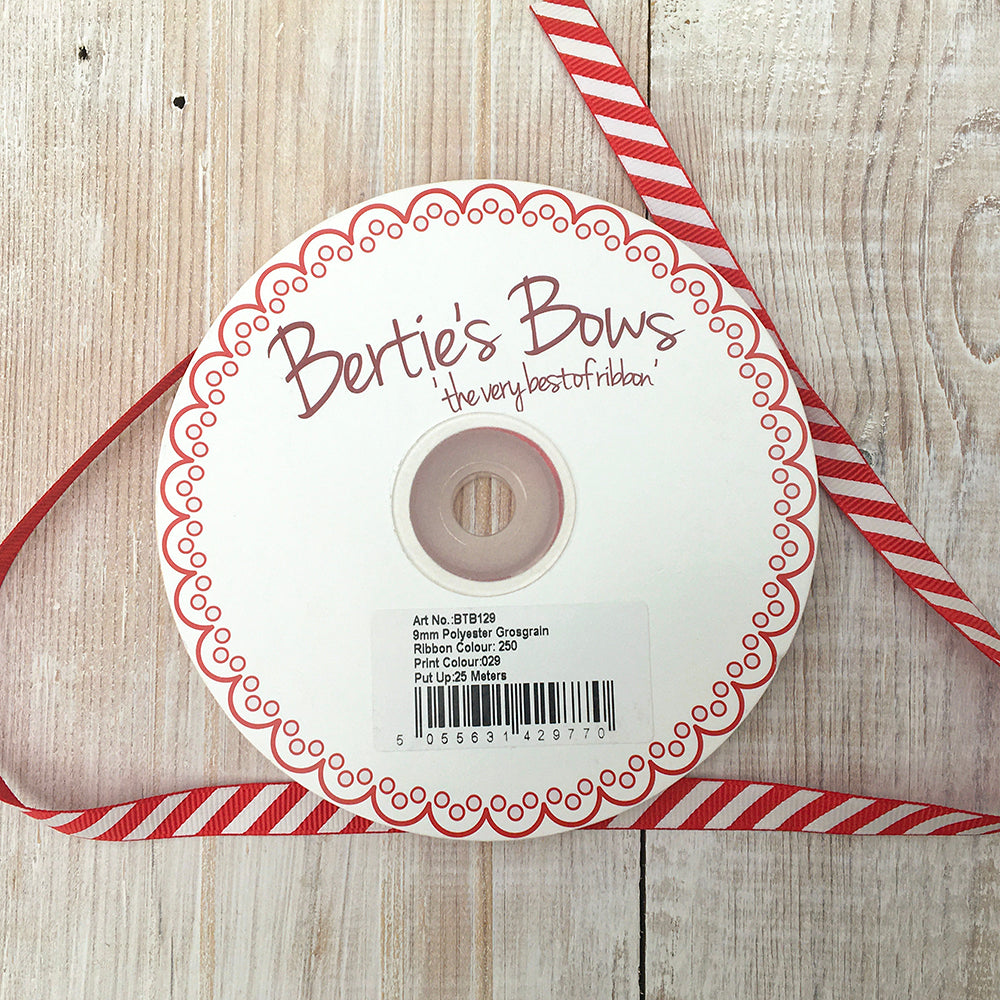 Bertie's Bows
'the very best of ribbon'
Art No.:BTB129
9mm Polyester Grosgrain
Ribbon Colour: 250
Print Colour:029
Put Up:25 Meters
5 055631 429770